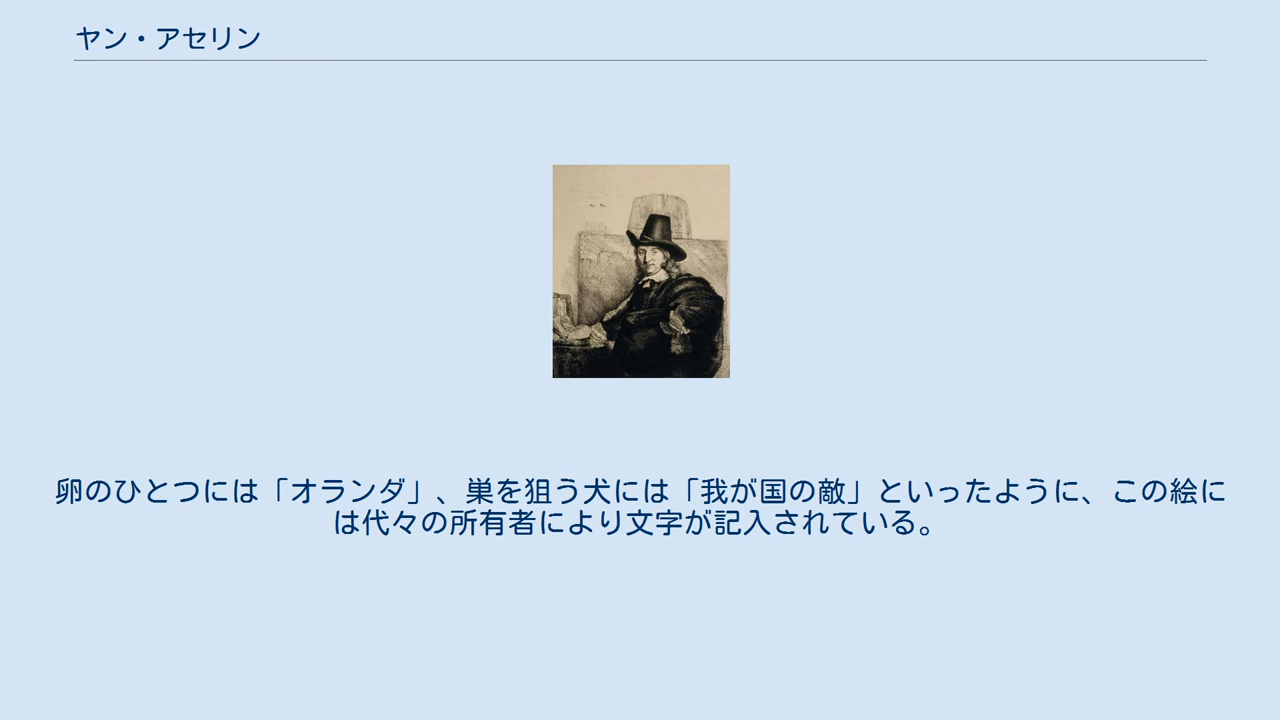 ヤン・アセリン
卵のひとつには「オランダ」、巣を狙う犬には「我が国の敵」といったように、この絵に
は代々の所有者により文字が記入されている。